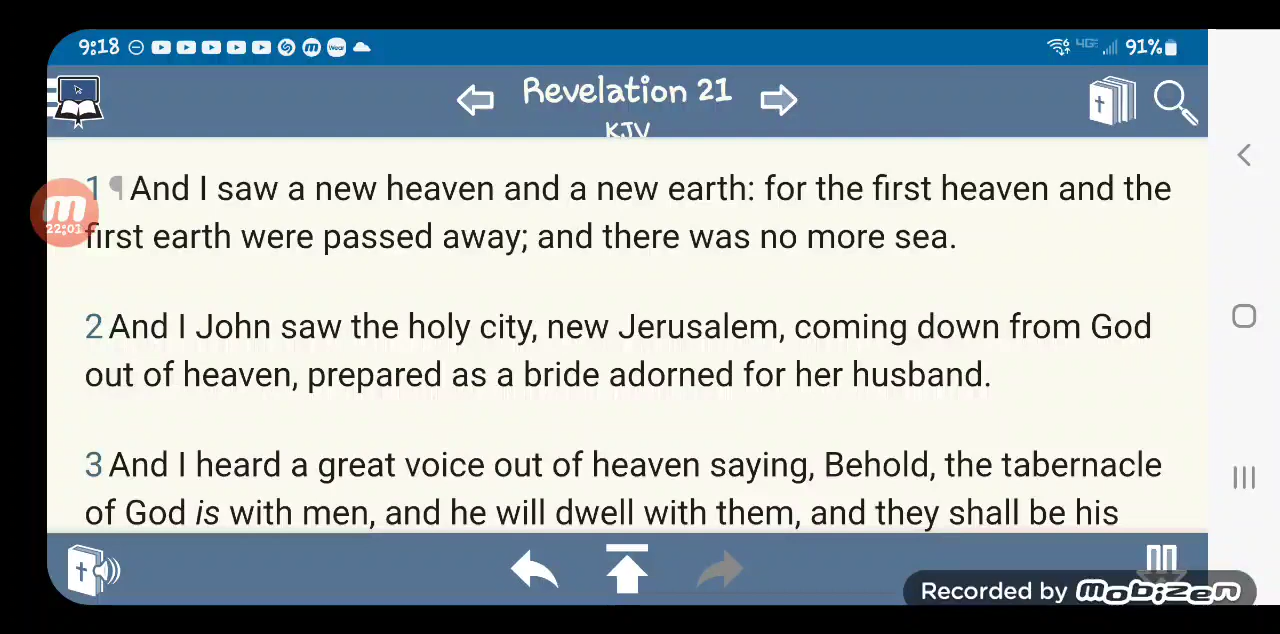 9:18 91%
Revelation 21
KJV
1 ¶ And I saw a new heaven and a new earth: for the first heaven and the
first earth were passed away; and there was no more sea.
22:01
2 And I John saw the holy city, new Jerusalem, coming down from God
out of heaven, prepared as a bride adorned for her husband.
3 And I heard a great voice out of heaven saying, Behold, the tabernacle
of God is with men, and he will dwell with them, and they shall be his
Recorded by mobizen